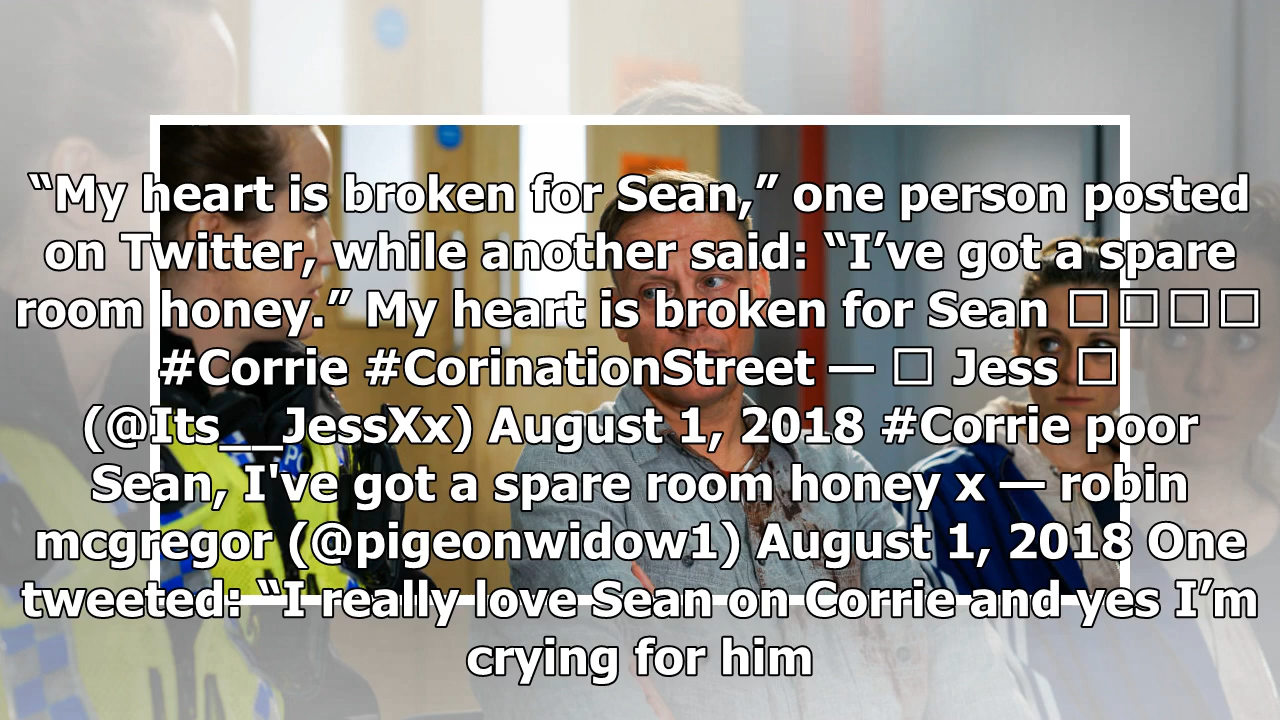 “My heart is broken for Sean,” one person posted
on Twitter, while another said: “I’ve got a spare
room honey.” My heart is broken for Sean □□□□
#Corrie #CorinationStreet — □ Jess □
(@Its__JessXx) August 1, 2018 #Corrie poor
Sean, I've got a spare room honey x — robin
mcgregor (@pigeonwidow1) August 1, 2018 One
tweeted: “I really love Sean on Corrie and yes I’m
crying for him